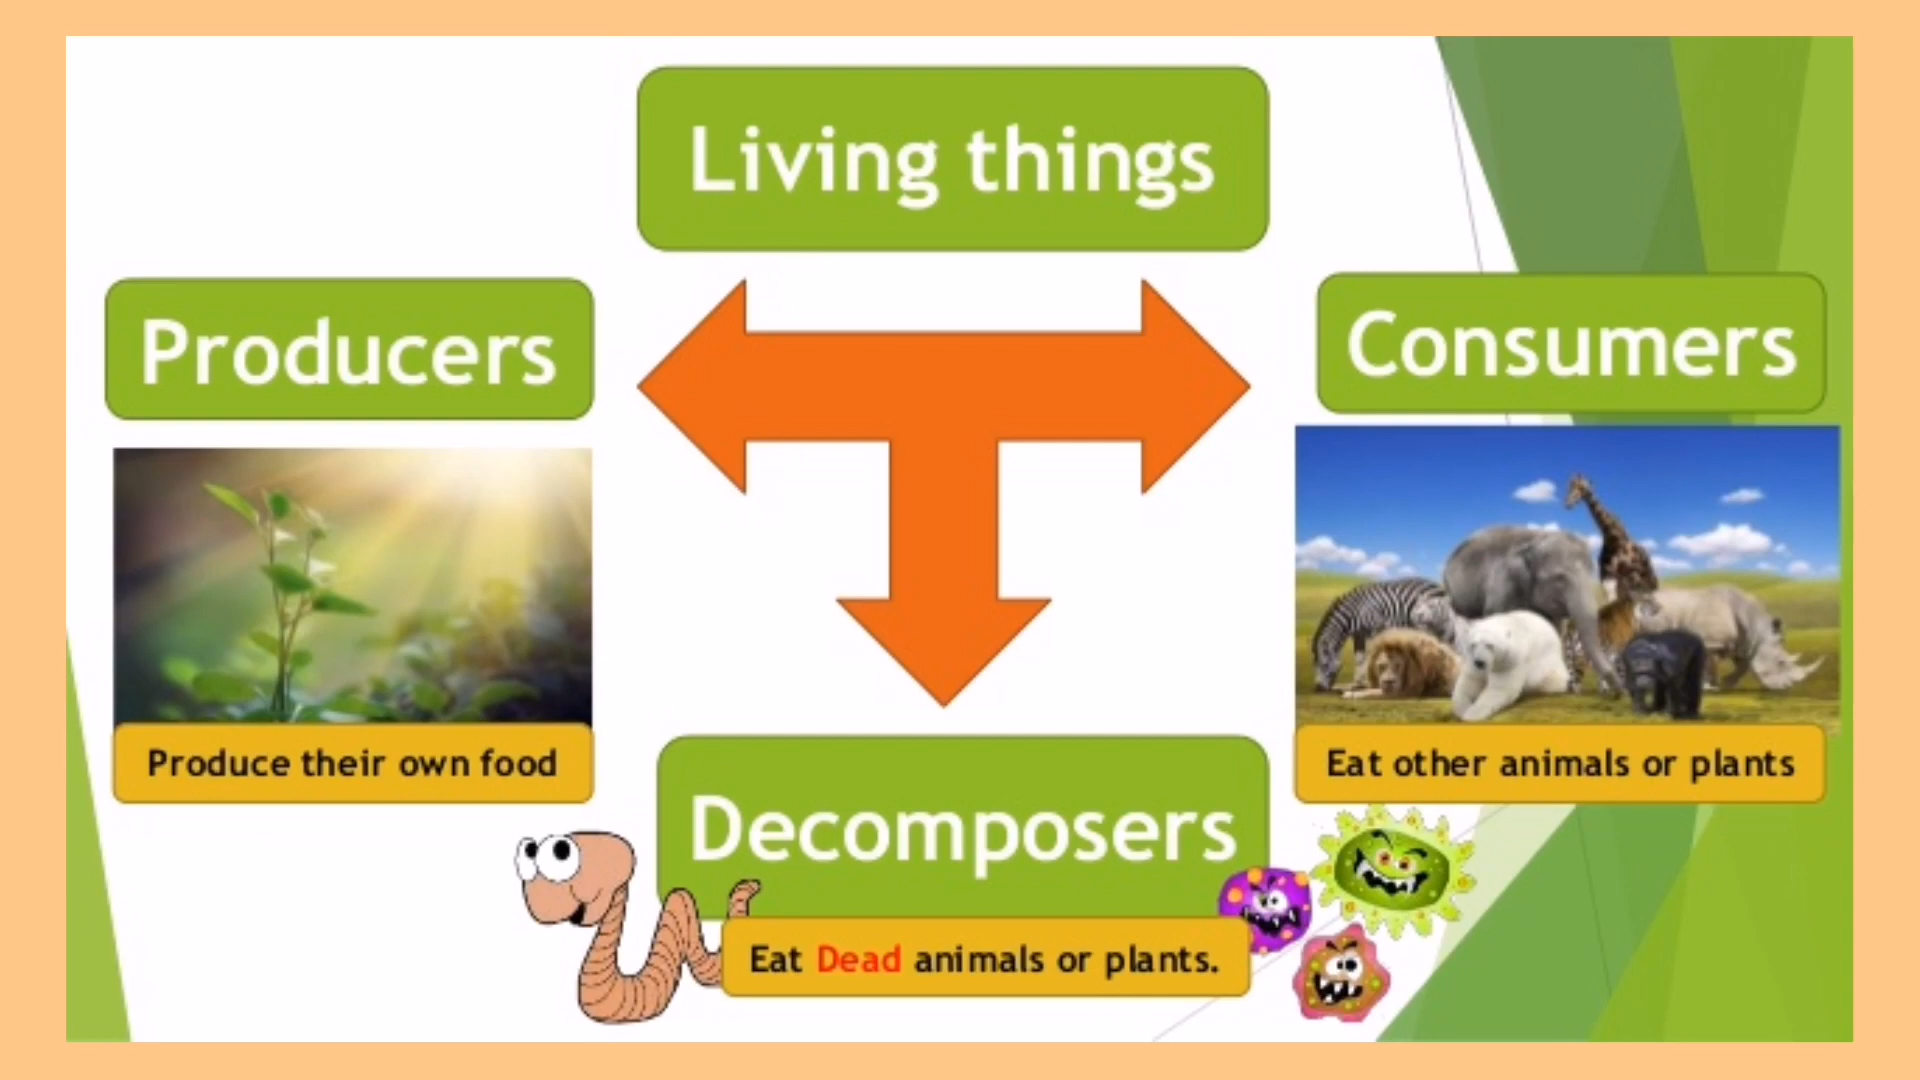 Living things
Producers
Consumers
Produce their own food
Eat other animals or plants
Decomposers
Eat Dead animals or plants.